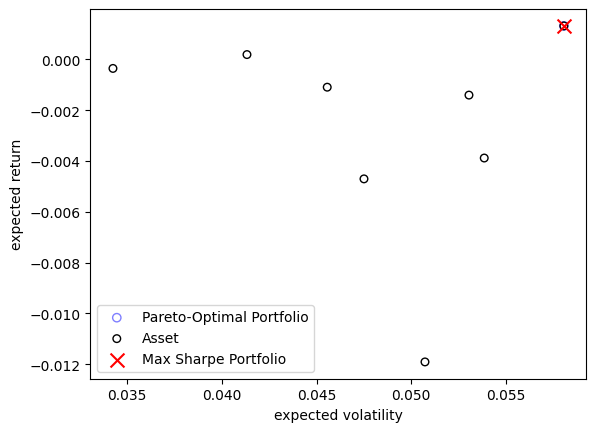 0.000
−0.002
−0.004
−0.006
−0.008
−0.010
−0.012
expected return
Pareto-Optimal Portfolio
Asset
Max Sharpe Portfolio
0.035 0.040 0.045 0.050 0.055
expected volatility